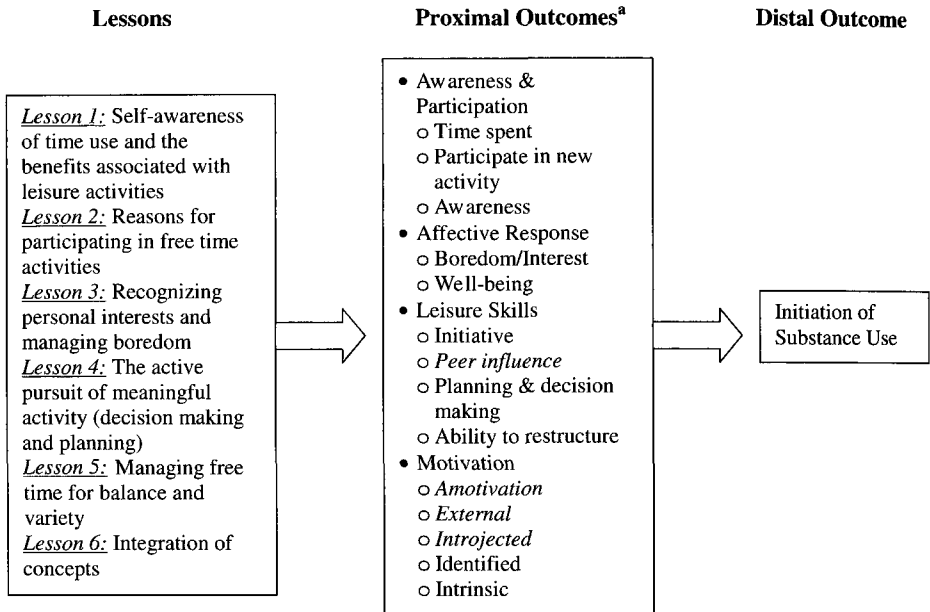 Lessons
Proximal Outcomesᵃ
Distal Outcome
Lesson 1: Self-awareness
of time use and the
benefits associated with
leisure activities
Lesson 2: Reasons for
participating in free time
activities
Lesson 3: Recognizing
personal interests and
managing boredom
Lesson 4: The active
pursuit of meaningful
activity (decision making
and planning)
Lesson 5: Managing free
time for balance and
variety
Lesson 6: Integration of
concepts
• Awareness &
Participation
o Time spent
o Participate in new
activity
o Awareness
• Affective Response
o Boredom/Interest
o Well-being
• Leisure Skills
o Initiative
o Peer influence
o Planning & decision
making
o Ability to restructure
• Motivation
o Amotivation
o External
o Introjected
o Identified
o Intrinsic
Initiation of
Substance Use